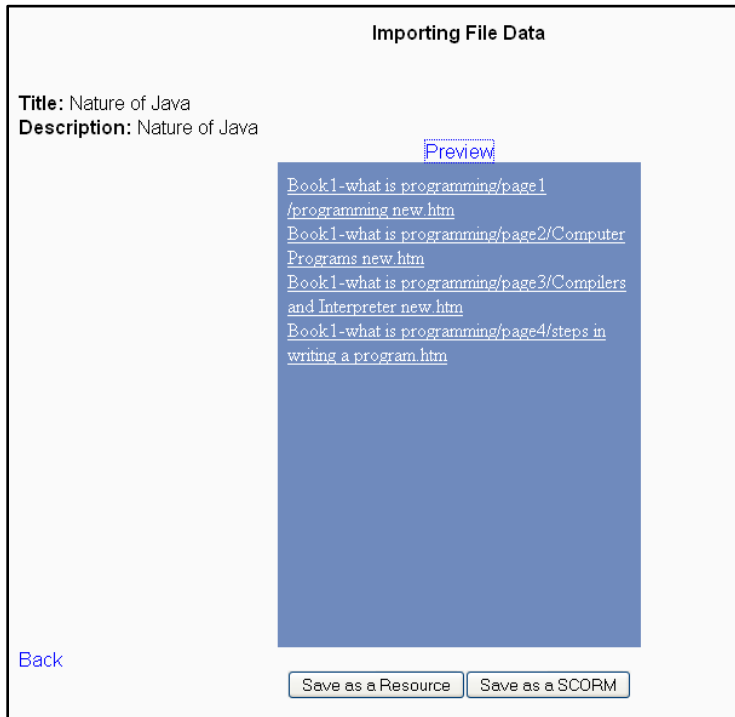 Importing File Data
Title: Nature of Java
Description: Nature of Java
Preview
Book1-what is programming/page1
/programming new.htm
Book1-what is programming/page2/Computer
Programs new.htm
Book1-what is programming/page3/Compilers
and Interpreter new.htm
Book1-what is programming/page4/steps in
writing a program.htm
Back
Save as a Resource Save as a SCORM